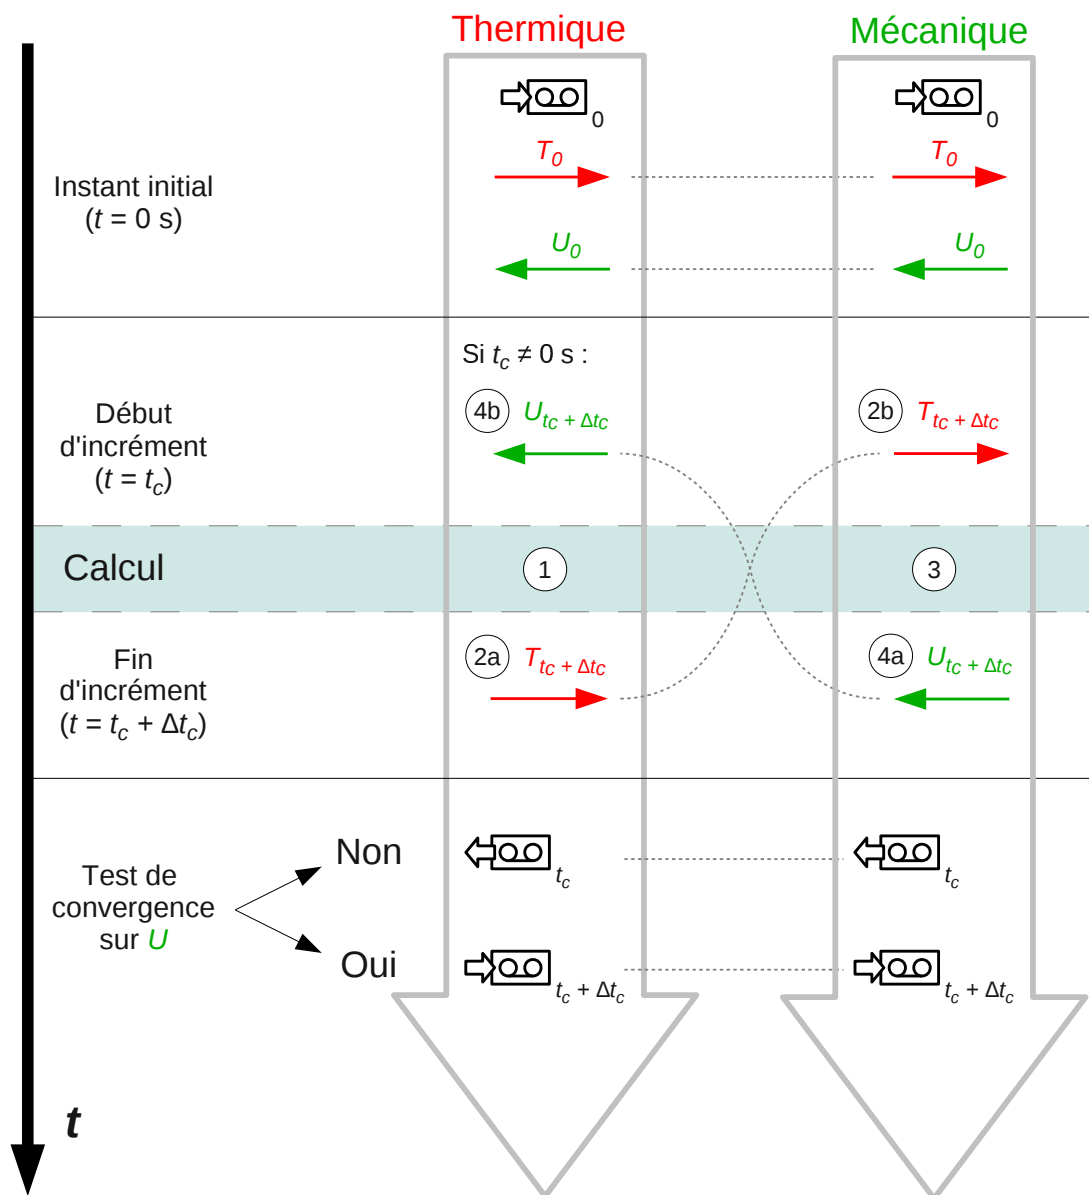 Thermique
Mécanique
0
0
T0
T0
Instant initial
(t = 0 s)
U0
U0
Si tc ≠ 0 s :
Début
d'incrément
(t = tc)
4b Utc + Δtc
2b Ttc + Δtc
Calcul
1
3
Fin
d'incrément
(t = tc + Δtc)
2a Ttc + Δtc
4a Utc + Δtc
Test de
convergence
sur U
Non
tc
tc
Oui
tc + Δtc
tc + Δtc
t